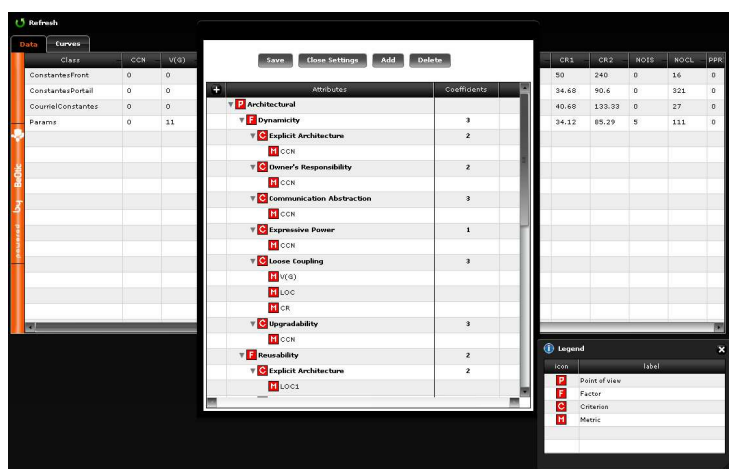 Refresh
Data Curves
Class CCN V(G) CR1 CR2 NOIS NOCL PPR
ConstantesFront 0 0 50 240 0 16 0
ConstantesPortail 0 0 34.68 90.6 0 321 0
CourrielConstantes 0 0 40.68 133.33 0 27 0
Params 0 11 34.12 85.29 5 111 0
powered by BeOtic
Save Close Settings Add Delete
+ Attributes Coefficients
P Architectural
F Dynamicity 3
C Explicit Architecture 2
M CCN
C Owner's Responsibility 2
M CCN
C Communication Abstraction 3
M CCN
C Expressive Power 1
M CCN
C Loose Coupling 3
M V(G)
M LOC
M CR
C Upgradability 3
M CCN
F Reusability 2
C Explicit Architecture 2
M LOC1
i Legend x
icon label
P Point of view
F Factor
C Criterion
M Metric